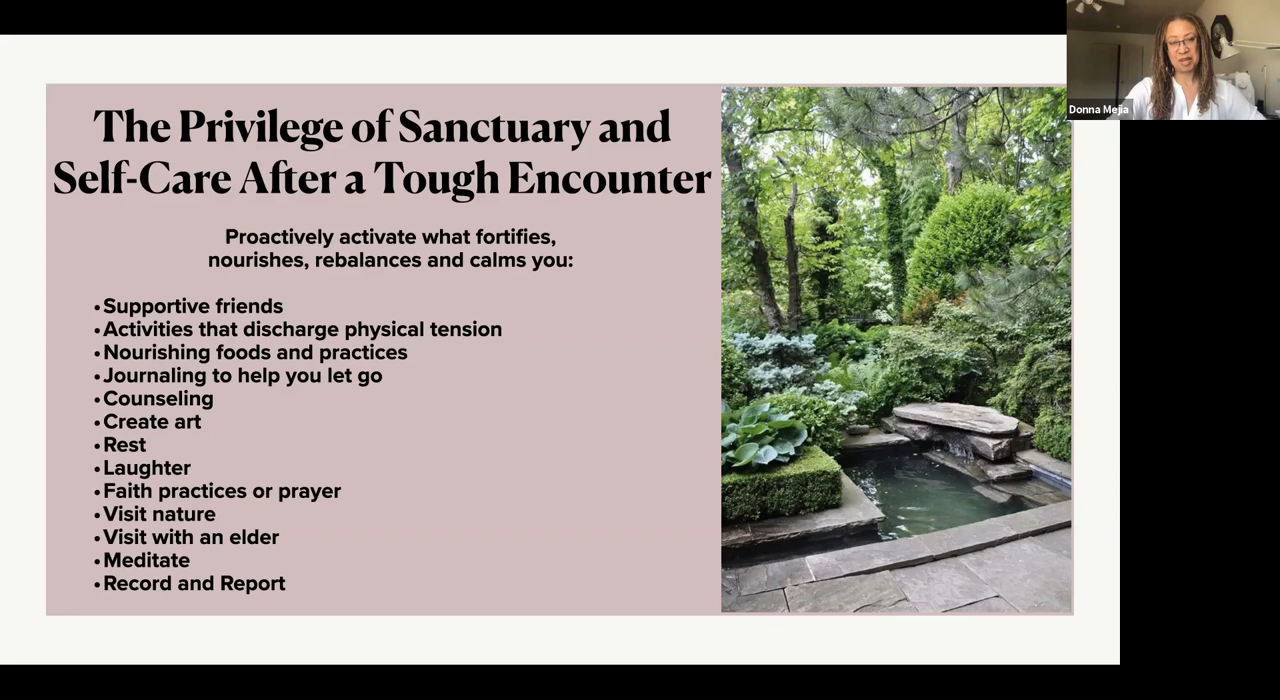 The Privilege of Sanctuary and
Self-Care After a Tough Encounter
Proactively activate what fortifies,
nourishes, rebalances and calms you:
•Supportive friends
•Activities that discharge physical tension
•Nourishing foods and practices
•Journaling to help you let go
•Counseling
•Create art
•Rest
•Laughter
•Faith practices or prayer
•Visit nature
•Visit with an elder
•Meditate
•Record and Report
Donna Mejia